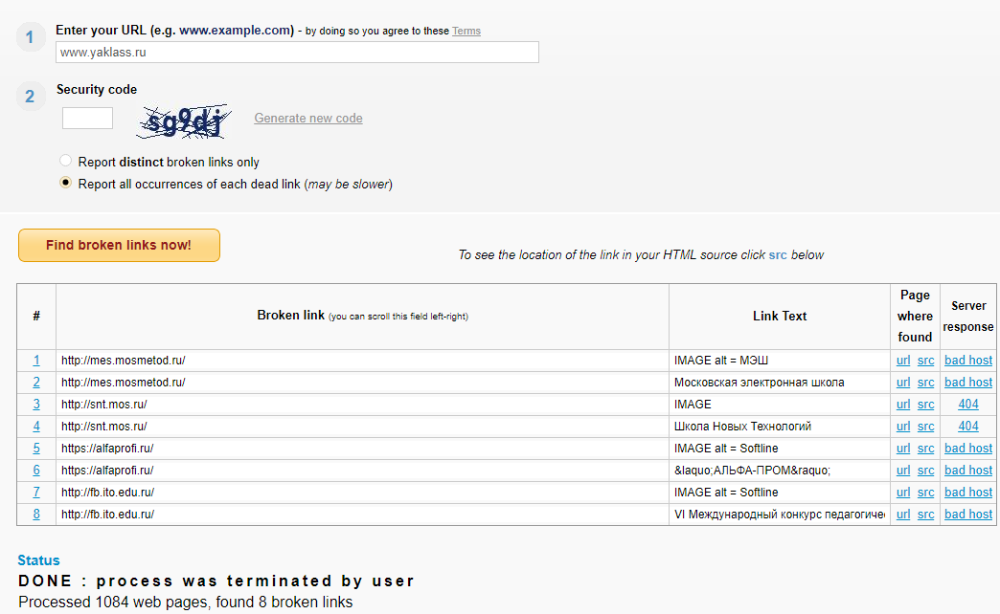 1 Enter your URL (e.g. www.example.com) - by doing so you agree to these Terms
www.yaklass.ru
2 Security code
sg9dj Generate new code
Report distinct broken links only
Report all occurrences of each dead link (may be slower)
Find broken links now! To see the location of the link in your HTML source click src below
# Broken link (you can scroll this field left-right) Link Text Page where found Server response
1 http://mes.mosmetod.ru/ IMAGE alt = МЭШ url src bad host
2 http://mes.mosmetod.ru/ Московская электронная школа url src bad host
3 http://snt.mos.ru/ IMAGE url src 404
4 http://snt.mos.ru/ Школа Новых Технологий url src 404
5 https://alfaprofi.ru/ IMAGE alt = Softline url src bad host
6 https://alfaprofi.ru/ &laquo;АЛЬФА-ПРОМ&raquo; url src bad host
7 http://fb.ito.edu.ru/ IMAGE alt = Softline url src bad host
8 http://fb.ito.edu.ru/ VI Международный конкурс педагогиче url src bad host
Status
DONE : process was terminated by user
Processed 1084 web pages, found 8 broken links